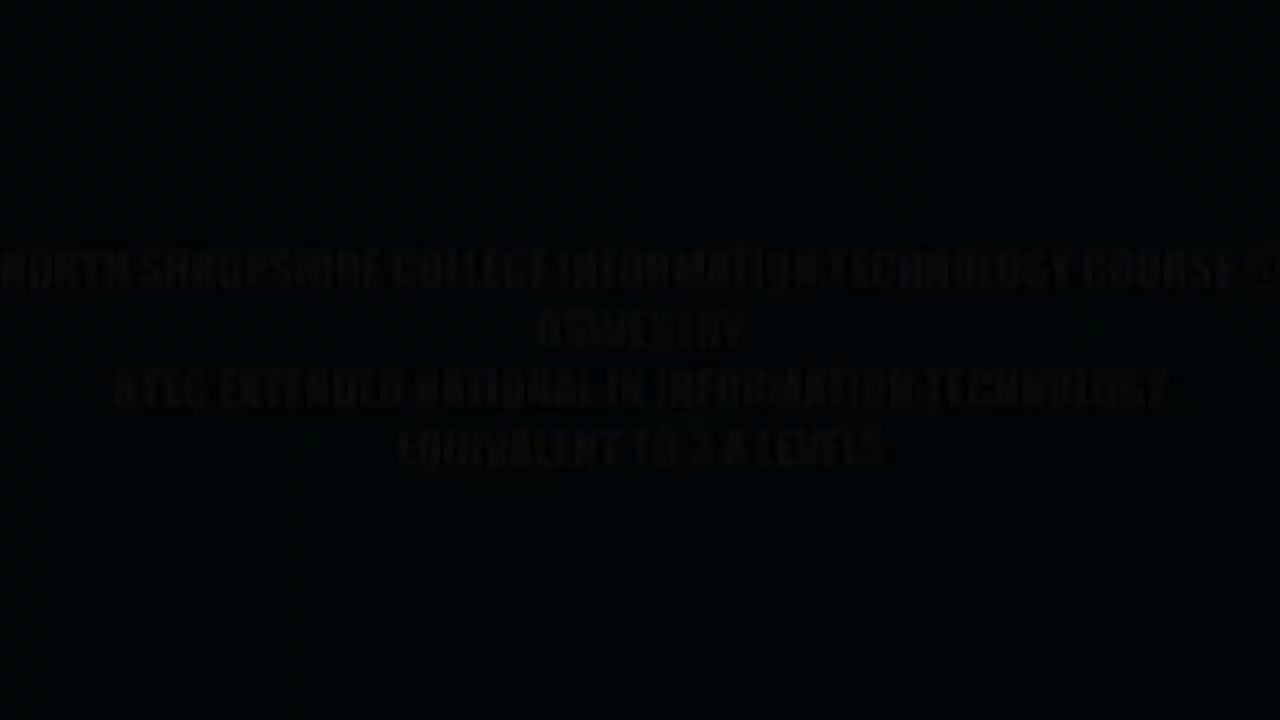 NORTH SHROPSHIRE COLLEGE INFORMATION TECHNOLOGY COURSE @
OSWESTRY
BTEC EXTENDED NATIONAL IN INFORMATION TECHNOLOGY
EQUIVALENT TO 3 A LEVELS